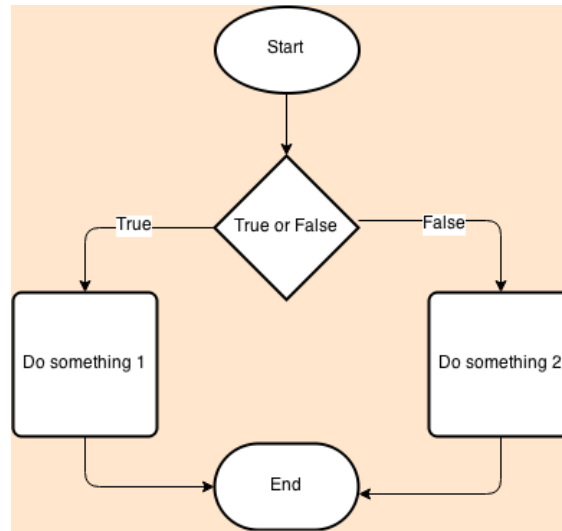 Start
True or False
True
False
Do something 1
Do something 2
End